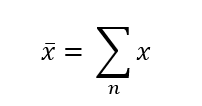 x̄ = ∑ₙ x